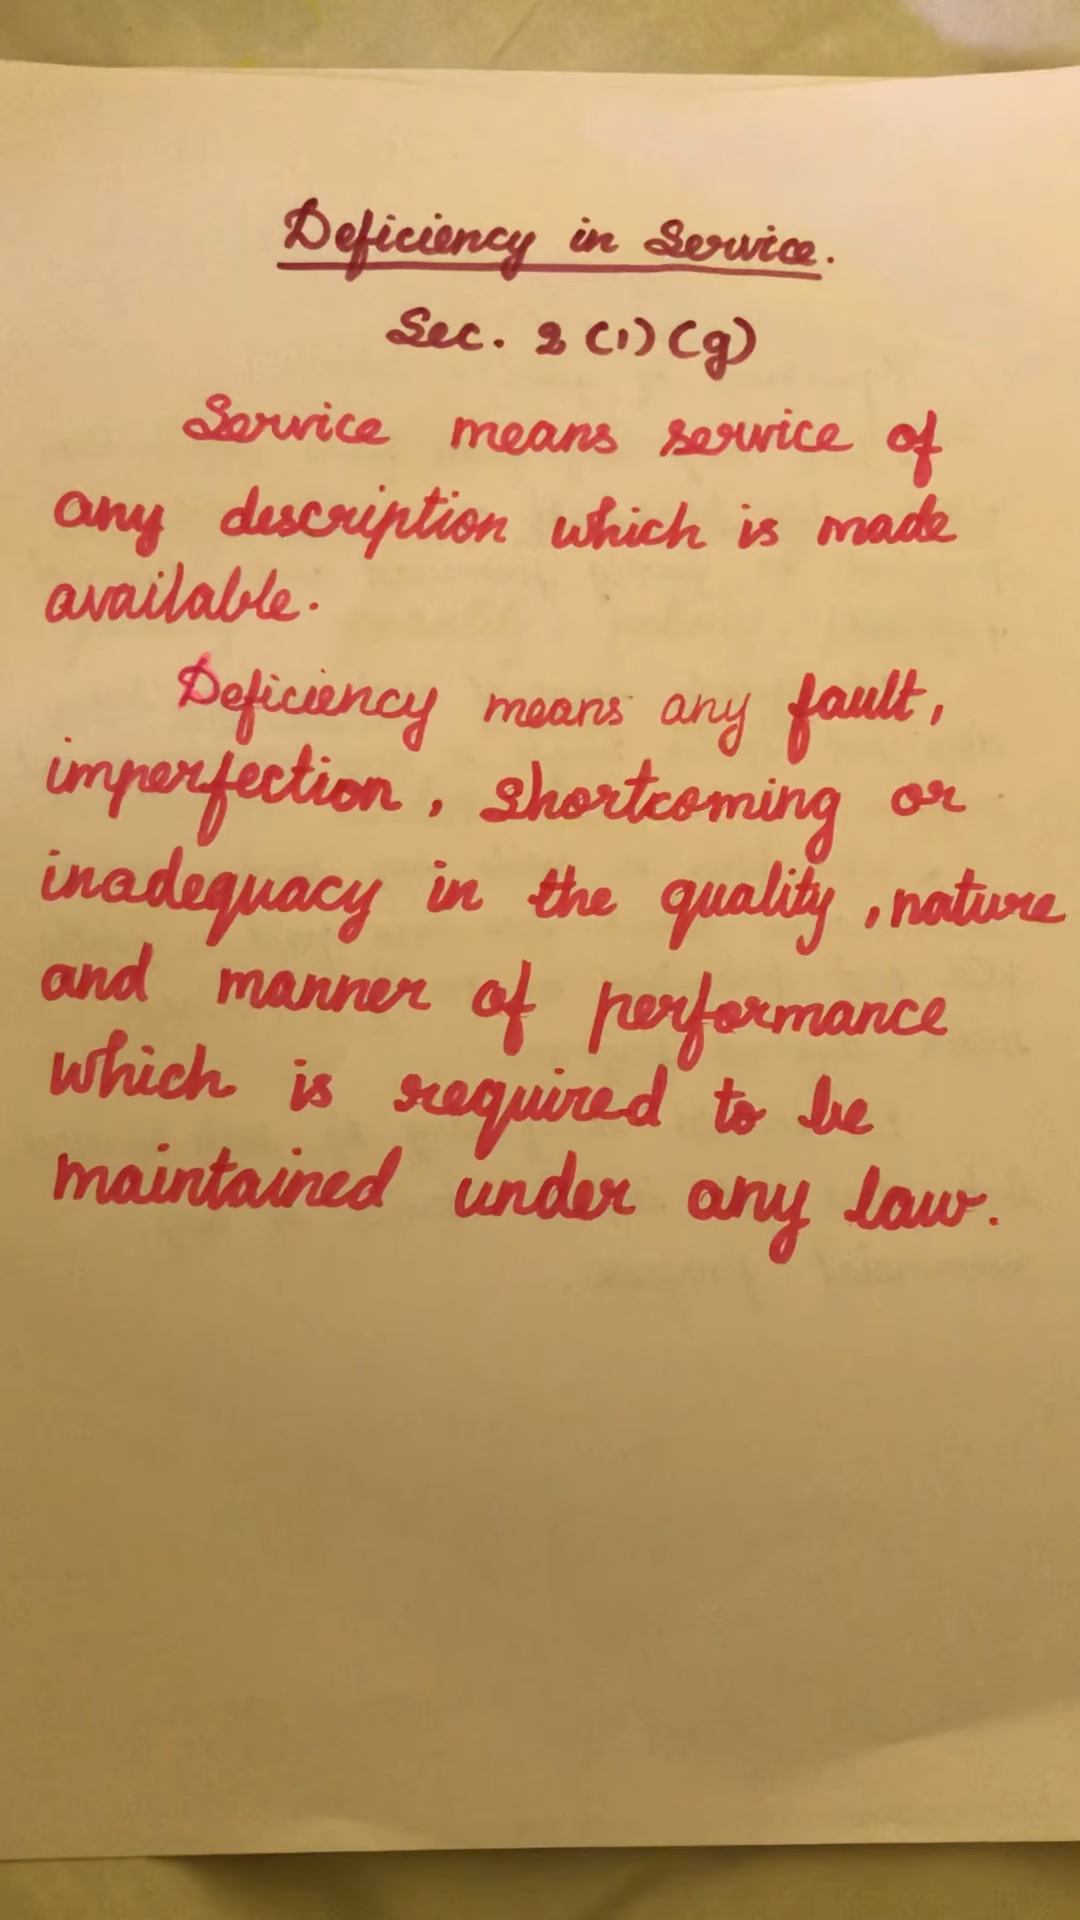 Deficiency in Service.
Sec. 2 (1) (g)
Service means service of
any description which is made
available.
Deficiency means any fault,
imperfection, shortcoming or
inadequacy in the quality, nature
and manner of performance
which is required to be
maintained under any law.